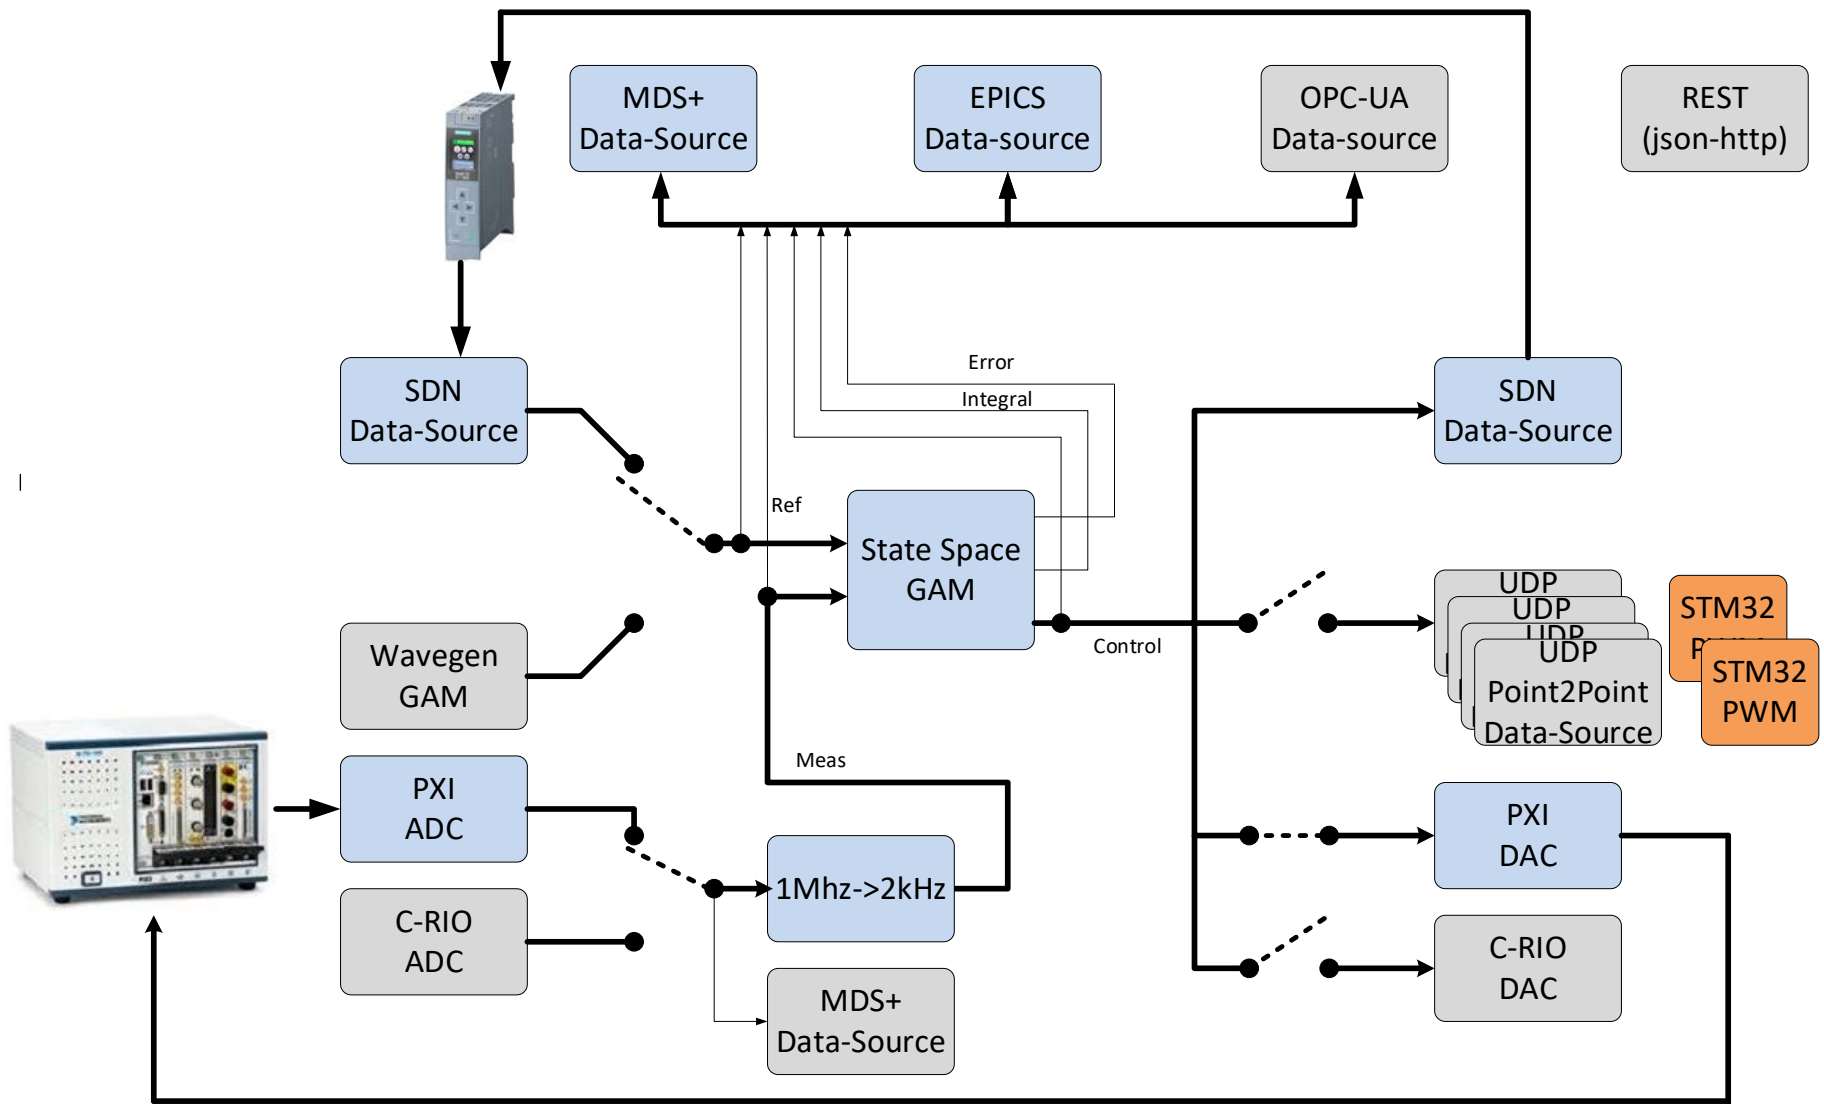 MDS+
Data-Source
EPICS
Data-source
OPC-UA
Data-source
REST
(json-http)
SDN
Data-Source
Error
Integral
SDN
Data-Source
Ref
State Space
GAM
Control
UDP
UDP
UDP
UDP
Point2Point
Data-Source
STM32
PWM
STM32
PWM
Wavegen
GAM
Meas
PXI
ADC
1Mhz->2kHz
PXI
DAC
C-RIO
ADC
C-RIO
DAC
MDS+
Data-Source